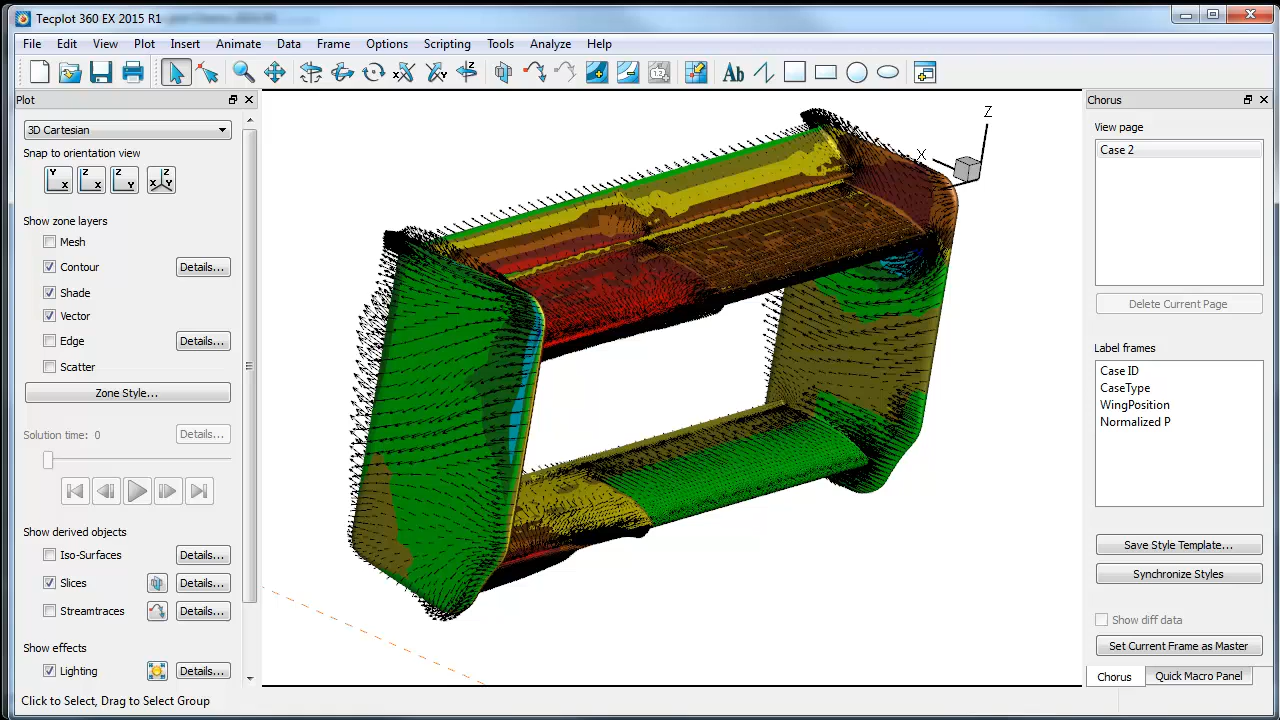 Tecplot 360 EX 2015 R1
File Edit View Plot Insert Animate Data Frame Options Scripting Tools Analyze Help
Plot
3D Cartesian
Snap to orientation view
Show zone layers
Mesh
Contour Details...
Shade
Vector
Edge Details...
Scatter
Zone Style...
Solution time: 0 Details...
Show derived objects
Iso-Surfaces Details...
Slices Details...
Streamtraces Details...
Show effects
Lighting Details...
Click to Select, Drag to Select Group
Z
X
Chorus
View page
Case 2
Delete Current Page
Label frames
Case ID
CaseType
WingPosition
Normalized P
Save Style Template...
Synchronize Styles
Show diff data
Set Current Frame as Master
Chorus Quick Macro Panel